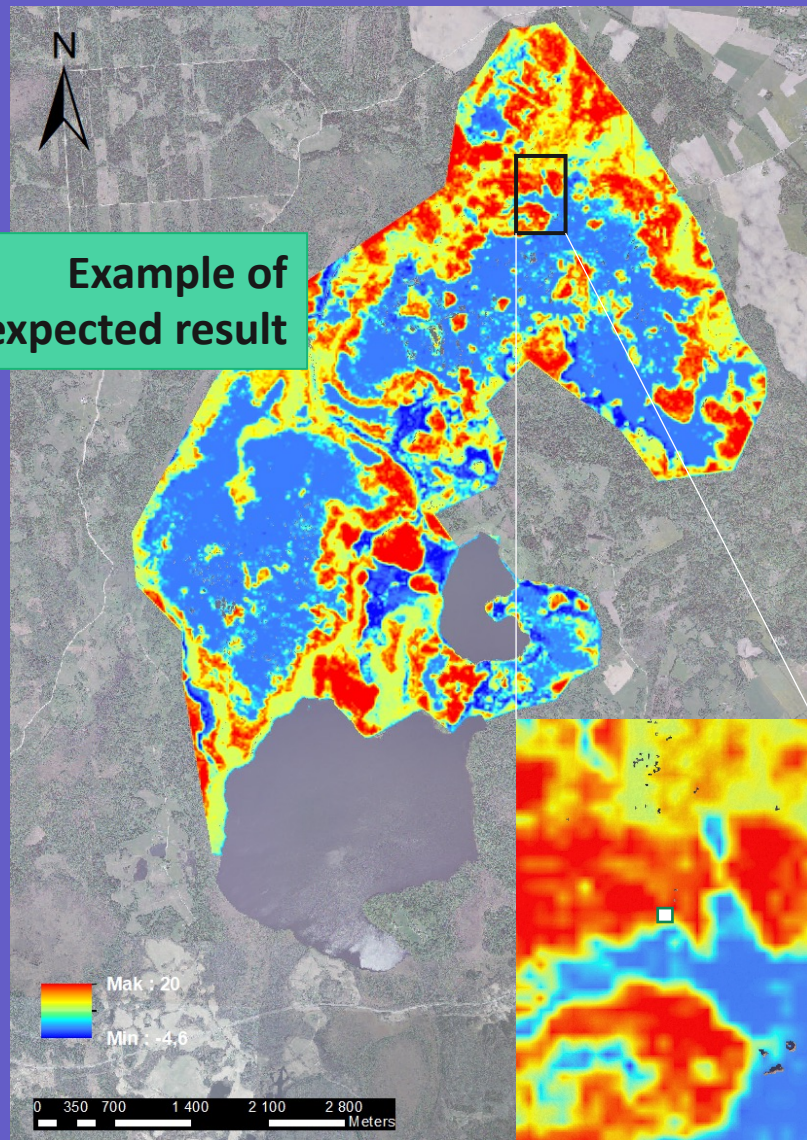 N
Example of
expected result
Mak : 20
Min : -4,6
0 350 700 1 400 2 100 2 800
Meters